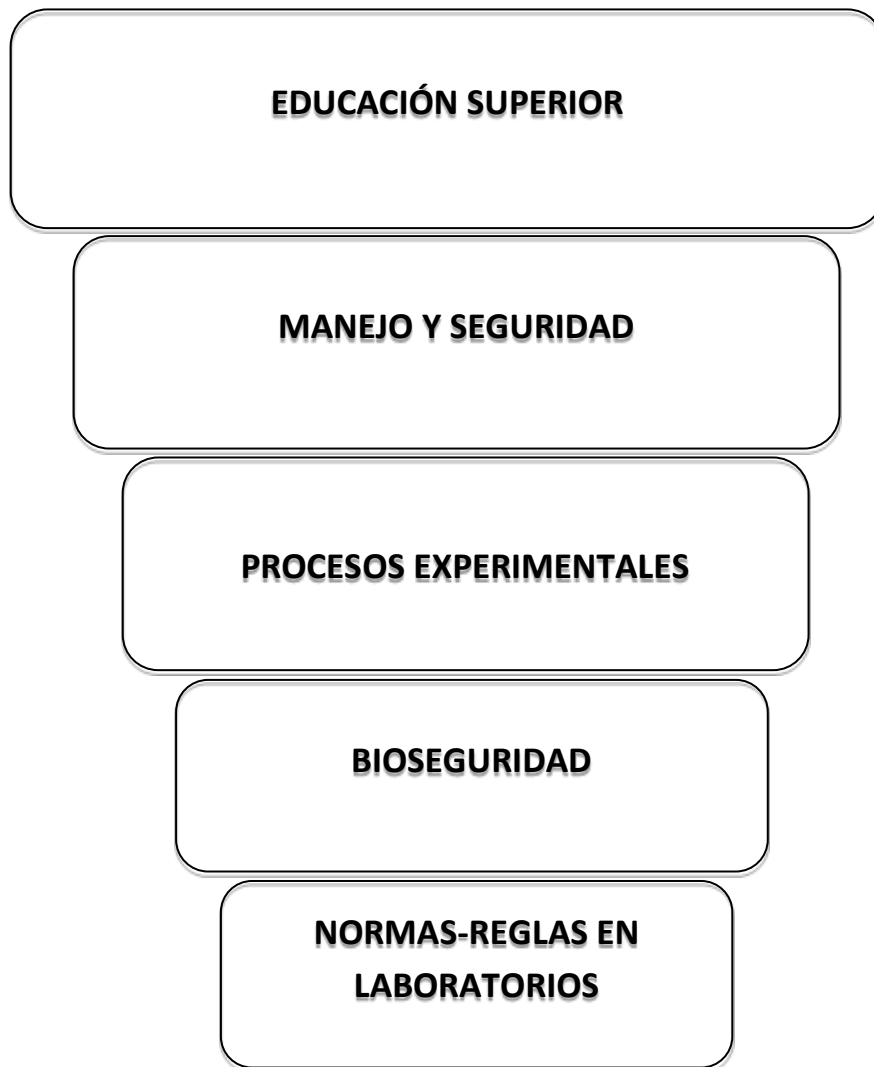 EDUCACIÓN SUPERIOR
MANEJO Y SEGURIDAD
PROCESOS EXPERIMENTALES
BIOSEGURIDAD
NORMAS-REGLAS EN
LABORATORIOS